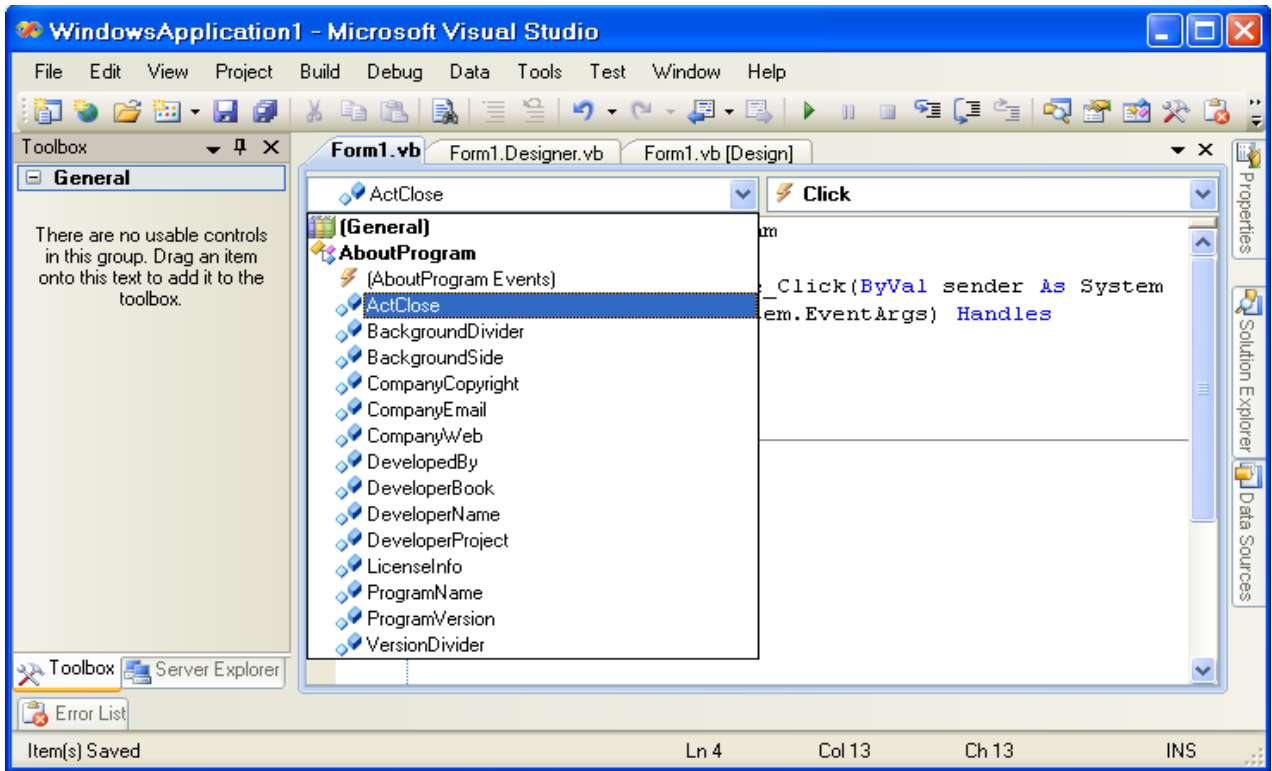 WindowsApplication1 - Microsoft Visual Studio
File Edit View Project Build Debug Data Tools Test Window Help
Toolbox
General
There are no usable controls
in this group. Drag an item
onto this text to add it to the
toolbox.
Toolbox Server Explorer
Form1.vb Form1.Designer.vb Form1.vb [Design]
ActClose Click
(General)
AboutProgram
(AboutProgram Events)
ActClose
BackgroundDivider
BackgroundSide
CompanyCopyright
CompanyEmail
CompanyWeb
DevelopedBy
DeveloperBook
DeveloperName
DeveloperProject
LicenseInfo
ProgramName
ProgramVersion
VersionDivider
am
e_Click(ByVal sender As System
em.EventArgs) Handles
Properties
Solution Explorer
Data Sources
Error List
Item(s) Saved Ln 4 Col 13 Ch 13 INS